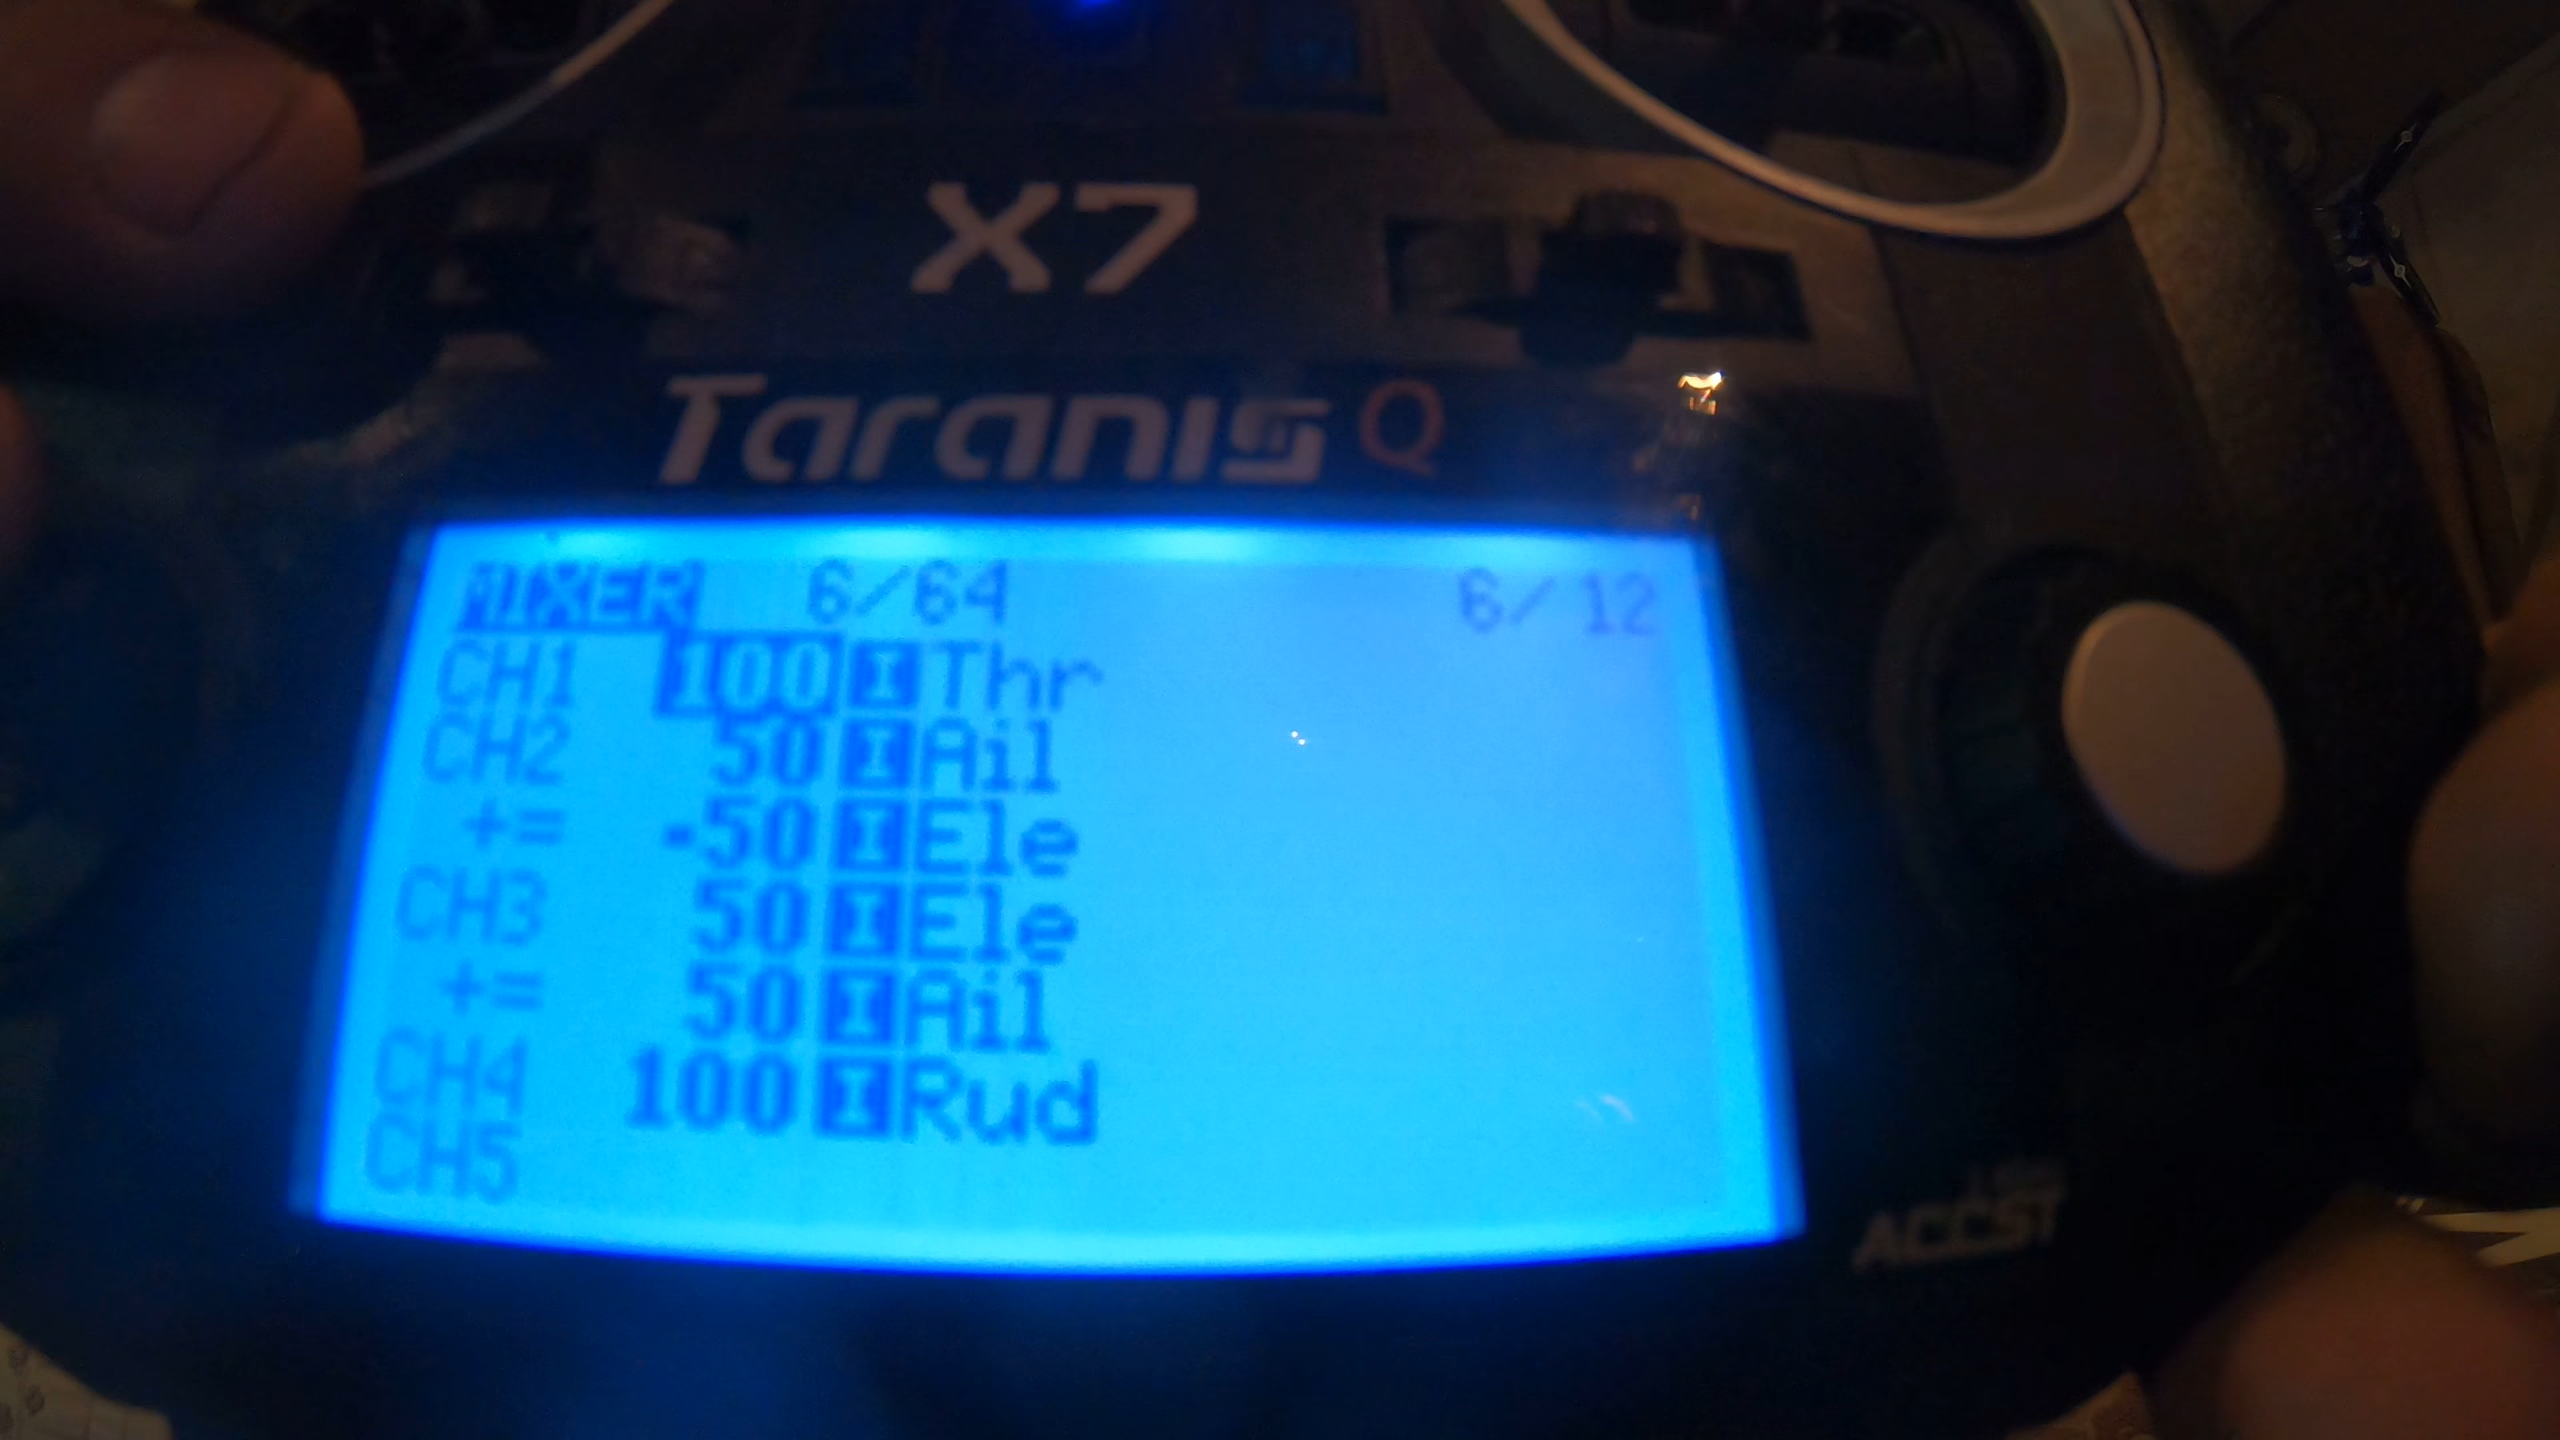 X7
Taranis Q
MIXER 6/64 6/12
CH1 100 I Thr
CH2 50 I Ail
+= -50 I Ele
CH3 50 I Ele
+= 50 I Ail
CH4 100 I Rud
CH5
ACCST